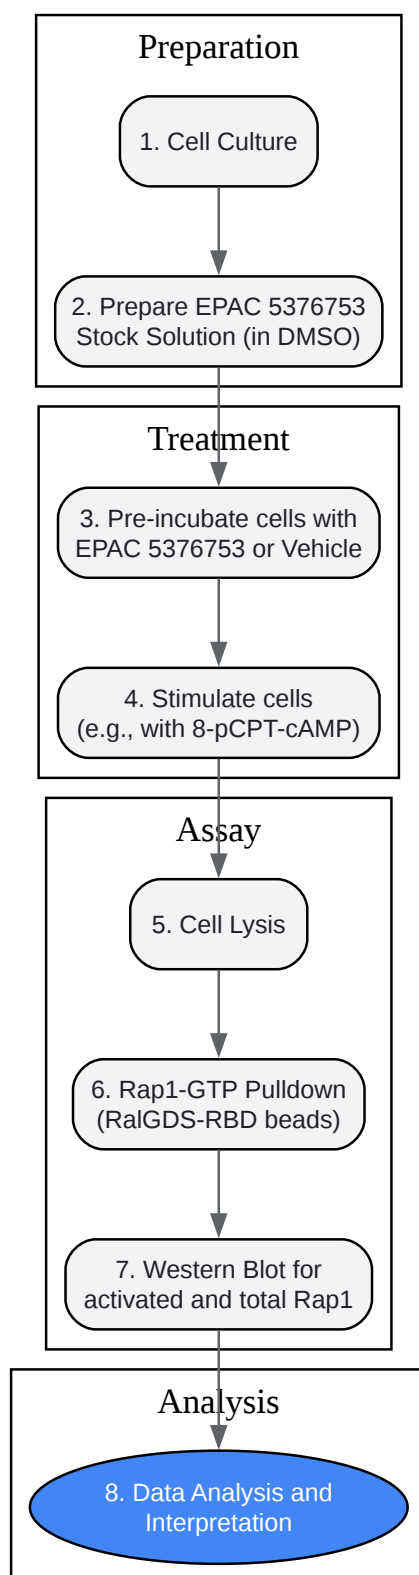 Preparation
1. Cell Culture
2. Prepare EPAC 5376753
Stock Solution (in DMSO)
Treatment
3. Pre-incubate cells with
EPAC 5376753 or Vehicle
4. Stimulate cells
(e.g., with 8-pCPT-cAMP)
Assay
5. Cell Lysis
6. Rap1-GTP Pulldown
(RalGDS-RBD beads)
7. Western Blot for
activated and total Rap1
Analysis
8. Data Analysis and
Interpretation